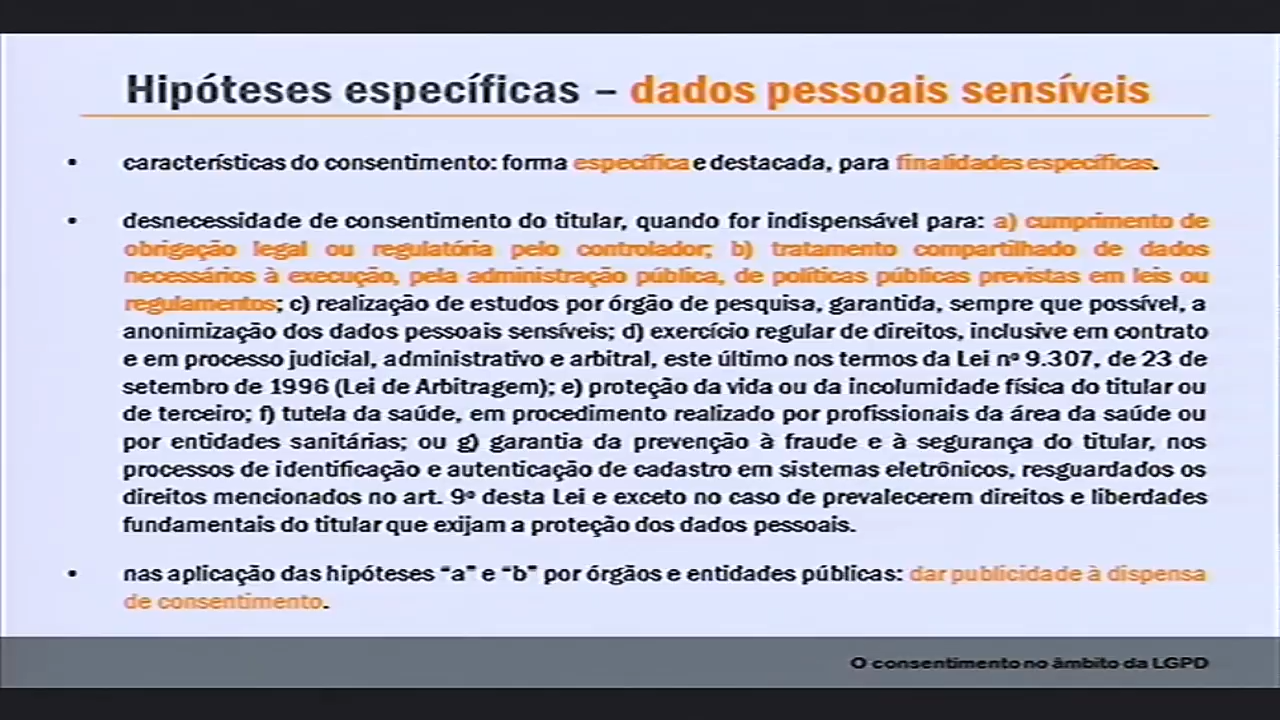 Hipóteses específicas – dados pessoais sensíveis
• características do consentimento: forma específica e destacada, para finalidades específicas.
• desnecessidade de consentimento do titular, quando for indispensável para: a) cumprimento de
obrigação legal ou regulatória pelo controlador; b) tratamento compartilhado de dados
necessários à execução, pela administração pública, de políticas públicas previstas em leis ou
regulamentos; c) realização de estudos por órgão de pesquisa, garantida, sempre que possível, a
anonimização dos dados pessoais sensíveis; d) exercício regular de direitos, inclusive em contrato
e em processo judicial, administrativo e arbitral, este último nos termos da Lei nº 9.307, de 23 de
setembro de 1996 (Lei de Arbitragem); e) proteção da vida ou da incolumidade física do titular ou
de terceiro; f) tutela da saúde, em procedimento realizado por profissionais da área da saúde ou
por entidades sanitárias; ou g) garantia da prevenção à fraude e à segurança do titular, nos
processos de identificação e autenticação de cadastro em sistemas eletrônicos, resguardados os
direitos mencionados no art. 9º desta Lei e exceto no caso de prevalecerem direitos e liberdades
fundamentais do titular que exijam a proteção dos dados pessoais.
• nas aplicação das hipóteses “a” e “b” por órgãos e entidades públicas: dar publicidade à dispensa
de consentimento.
O consentimento no âmbito da LGPD